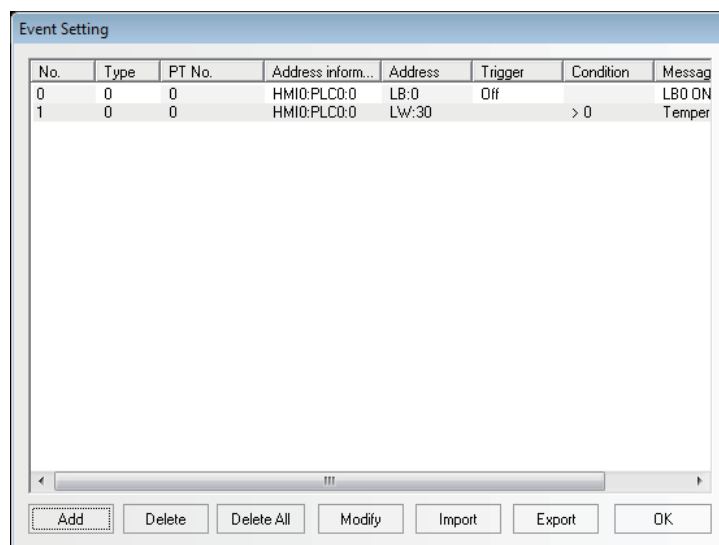 Event Setting
No. Type PT No. Address inform... Address Trigger Condition Messag
0 0 0 HMI0:PLC0:0 LB:0 Off LB0 ON
1 0 0 HMI0:PLC0:0 LW:30 > 0 Temper
Add Delete Delete All Modify Import Export OK